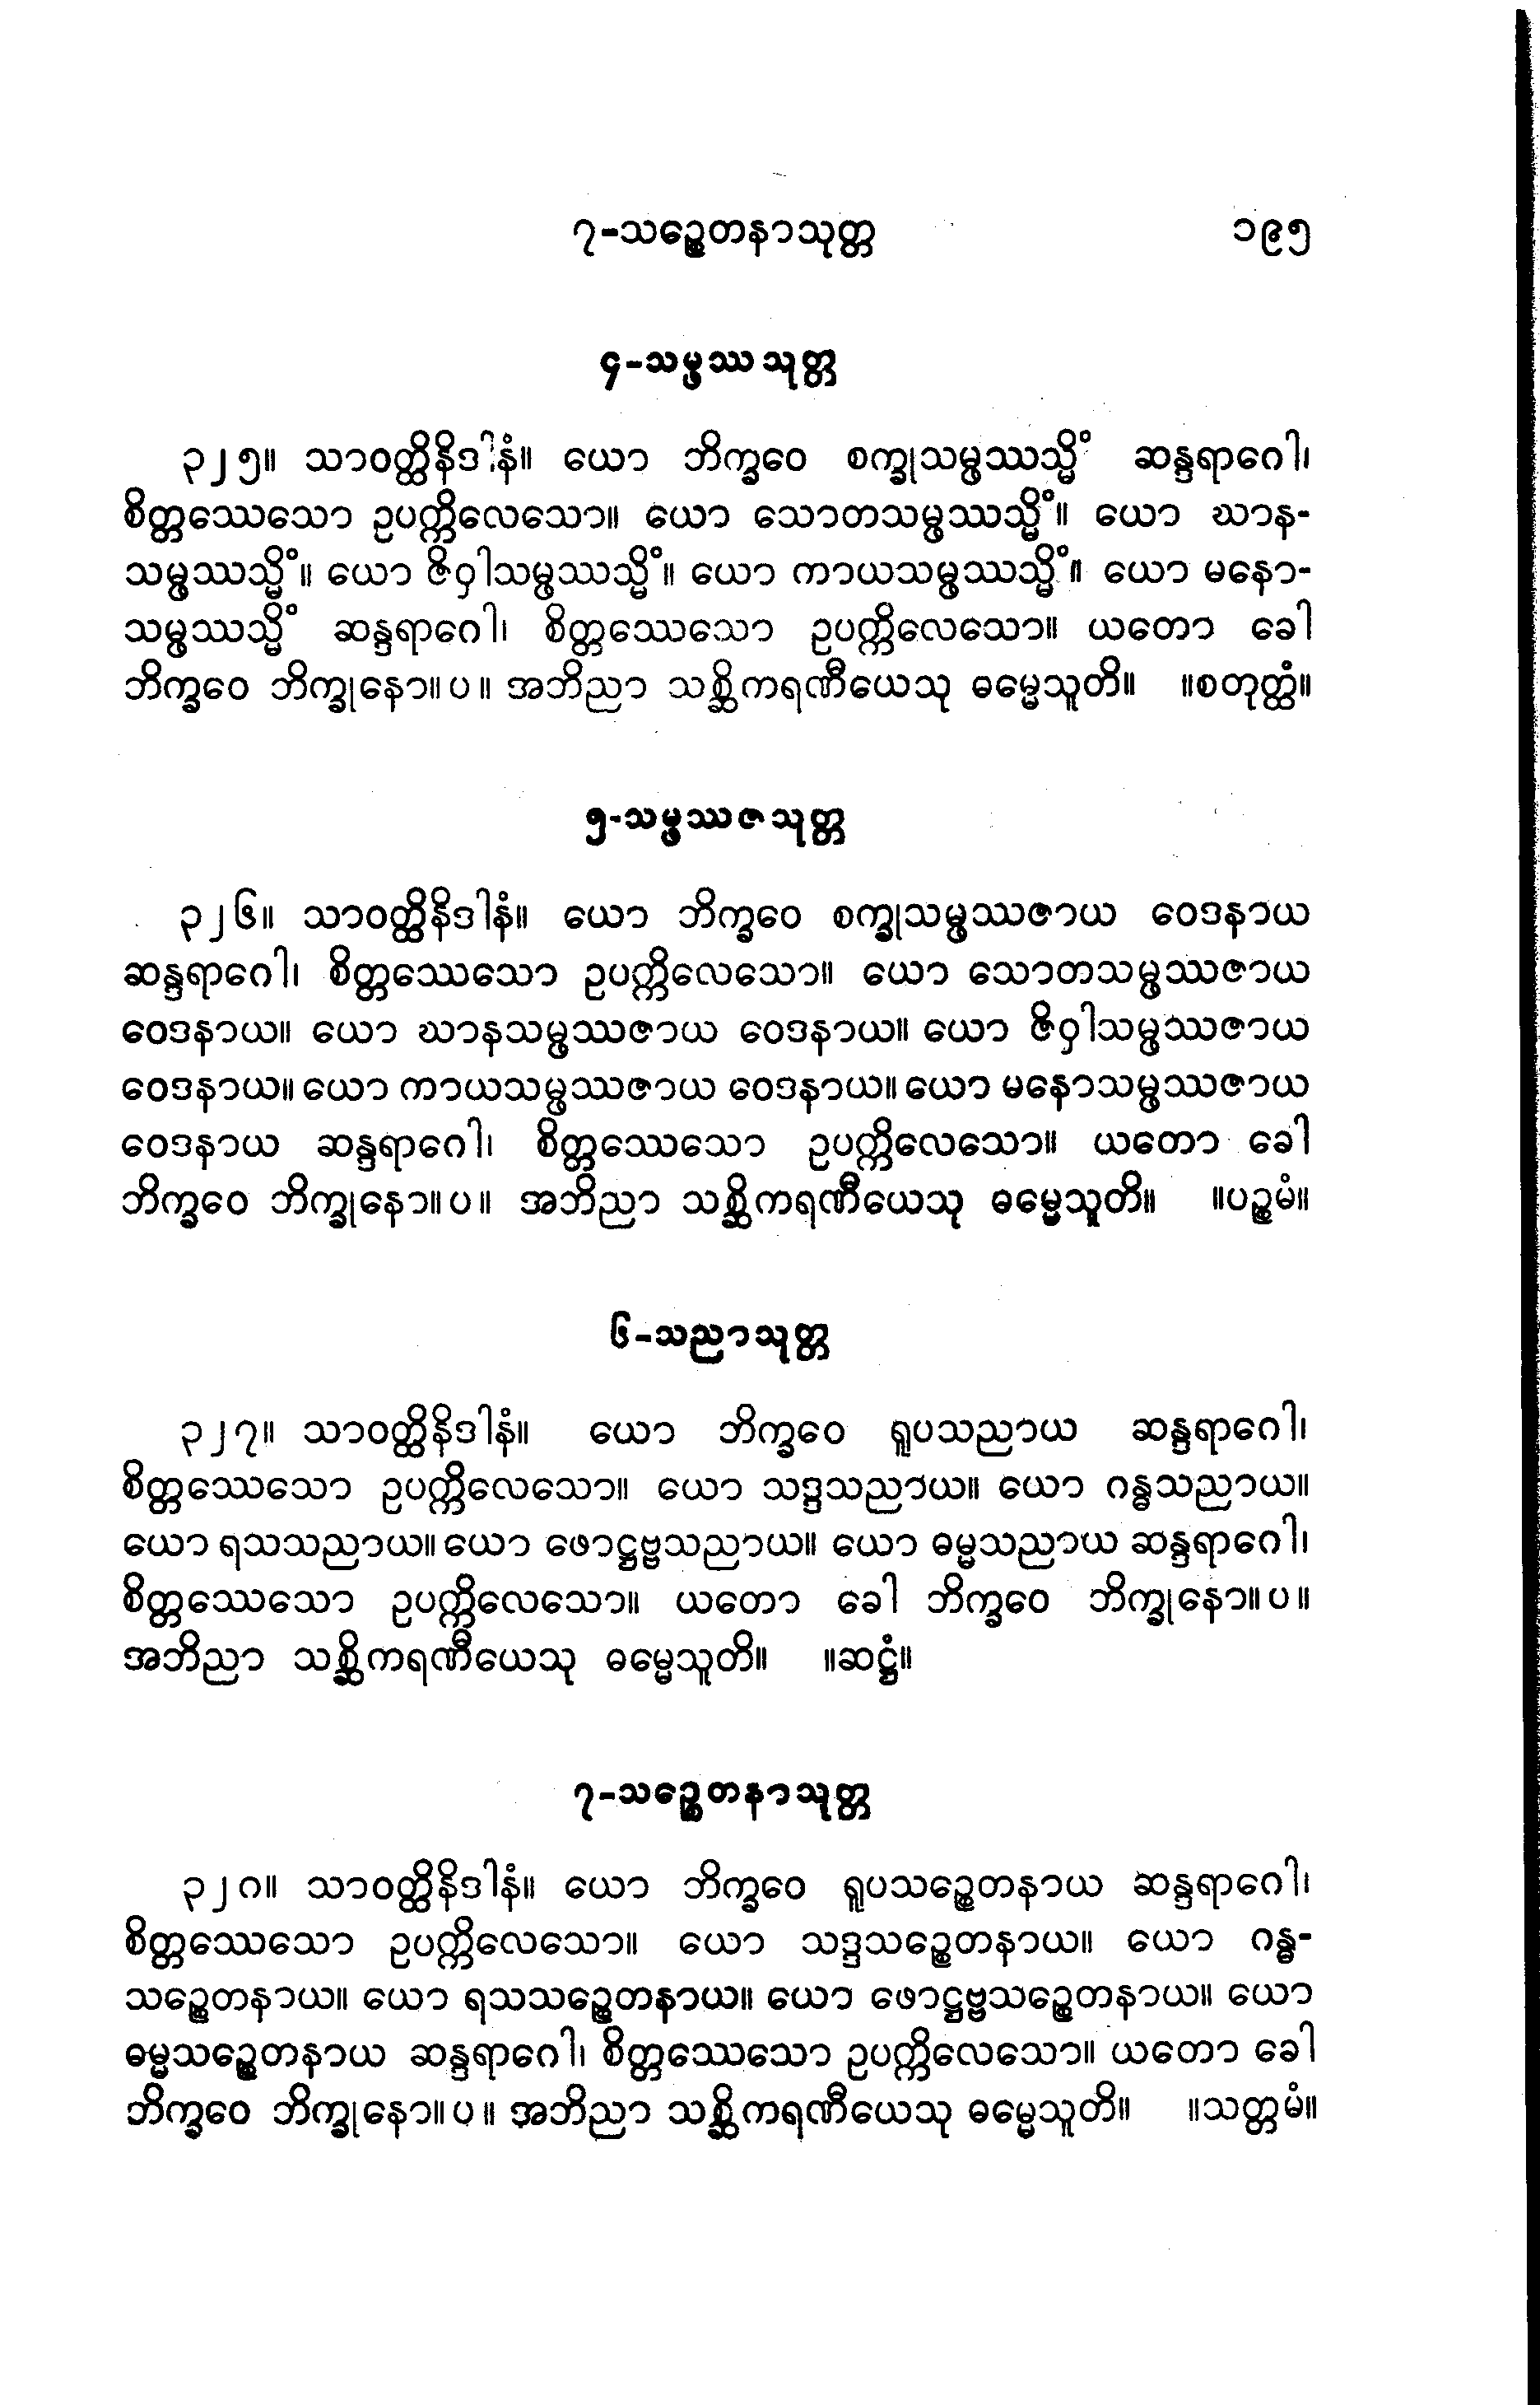 ၇-သဉ္စေတနာသုတ္တ ၁၉၅
၄-သမ္ဖဿသုတ္တ
၃၂၅။ သာဝတ္ထိနိဒါနံ။ ယော ဘိက္ခဝေ စက္ခုသမ္ဖဿသ္မိံ ဆန္ဒရာဂေါ၊
စိတ္တဿေသော ဥပက္ကိလေသော။ ယော သောတသမ္ဖဿသ္မိံ။ ယော ဃာန-
သမ္ဖဿသ္မိံ။ ယော ဇိဝှါသမ္ဖဿသ္မိံ။ ယော ကာယသမ္ဖဿသ္မိံ။ ယော မနော-
သမ္ဖဿသ္မိံ ဆန္ဒရာဂေါ၊ စိတ္တဿေသော ဥပက္ကိလေသော။ ယတော ခေါ
ဘိက္ခဝေ ဘိက္ခုနော။ပ။ အဘိညာ သစ္ဆိကရဏီယေသု ဓမ္မေသူတိ။ ။စတုတ္ထံ။
၅-သမ္ဖဿဇသုတ္တ
၃၂၆။ သာဝတ္ထိနိဒါနံ။ ယော ဘိက္ခဝေ စက္ခုသမ္ဖဿဇာယ ဝေဒနာယ
ဆန္ဒရာဂေါ၊ စိတ္တဿေသော ဥပက္ကိလေသော။ ယော သောတသမ္ဖဿဇာယ
ဝေဒနာယ။ ယော ဃာနသမ္ဖဿဇာယ ဝေဒနာယ။ ယော ဇိဝှါသမ္ဖဿဇာယ
ဝေဒနာယ။ ယော ကာယသမ္ဖဿဇာယ ဝေဒနာယ။ ယော မနောသမ္ဖဿဇာယ
ဝေဒနာယ ဆန္ဒရာဂေါ၊ စိတ္တဿေသော ဥပက္ကိလေသော။ ယတော ခေါ
ဘိက္ခဝေ ဘိက္ခုနော။ပ။ အဘိညာ သစ္ဆိကရဏီယေသု ဓမ္မေသူတိ။ ။ပဉ္စမံ။
၆-သညာသုတ္တ
၃၂၇။ သာဝတ္ထိနိဒါနံ။ ယော ဘိက္ခဝေ ရူပသညာယ ဆန္ဒရာဂေါ၊
စိတ္တဿေသော ဥပက္ကိလေသော။ ယော သဒ္ဒသညာယ။ ယော ဂန္ဓသညာယ။
ယော ရသသညာယ။ ယော ဖောဋ္ဌဗ္ဗသညာယ။ ယော ဓမ္မသညာယ ဆန္ဒရာဂေါ၊
စိတ္တဿေသော ဥပက္ကိလေသော။ ယတော ခေါ ဘိက္ခဝေ ဘိက္ခုနော။ပ။
အဘိညာ သစ္ဆိကရဏီယေသု ဓမ္မေသူတိ။ ။ဆဋ္ဌံ။
၇-သဉ္စေတနာသုတ္တ
၃၂၈။ သာဝတ္ထိနိဒါနံ။ ယော ဘိက္ခဝေ ရူပသဉ္စေတနာယ ဆန္ဒရာဂေါ၊
စိတ္တဿေသော ဥပက္ကိလေသော။ ယော သဒ္ဒသဉ္စေတနာယ။ ယော ဂန္ဓ-
သဉ္စေတနာယ။ ယော ရသသဉ္စေတနာယ။ ယော ဖောဋ္ဌဗ္ဗသဉ္စေတနာယ။ ယော
ဓမ္မသဉ္စေတနာယ ဆန္ဒရာဂေါ၊ စိတ္တဿေသော ဥပက္ကိလေသော။ ယတော ခေါ
ဘိက္ခဝေ ဘိက္ခုနော။ပ။ အဘိညာ သစ္ဆိကရဏီယေသု ဓမ္မေသူတိ။ ။သတ္တမံ။